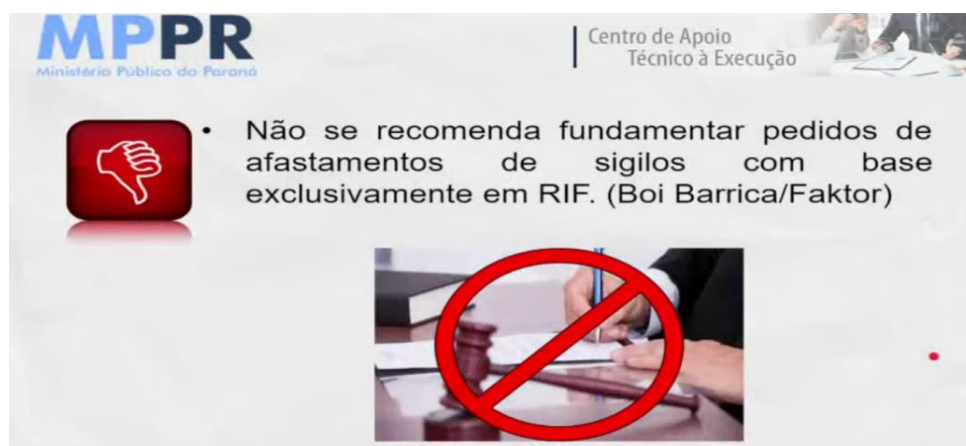 MPPR
Ministério Público do Paraná
Centro de Apoio
Técnico à Execução
• Não se recomenda fundamentar pedidos de
afastamentos de sigilos com base
exclusivamente em RIF. (Boi Barrica/Faktor)